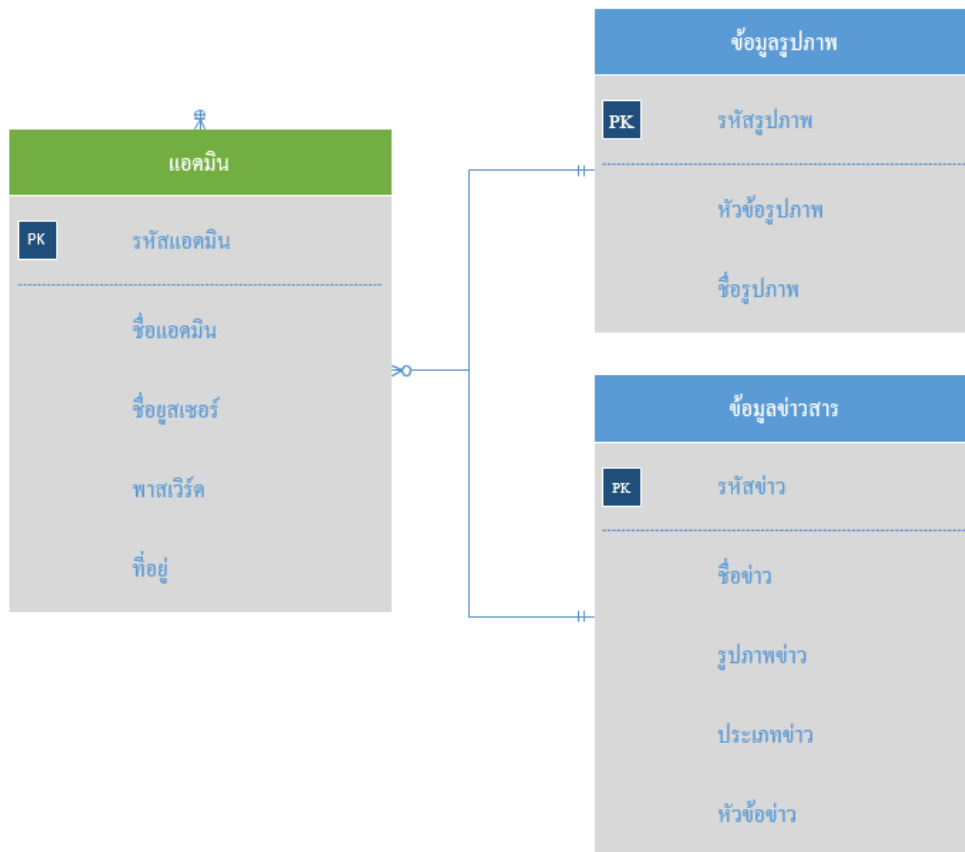 แอดมิน
PK
รหัสแอดมิน
ชื่อแอดมิน
ชื่อยูสเซอร์
พาสเวิร์ด
ที่อยู่
ข้อมูลรูปภาพ
PK
รหัสรูปภาพ
หัวข้อรูปภาพ
ชื่อรูปภาพ
ข้อมูลข่าวสาร
PK
รหัสข่าว
ชื่อข่าว
รูปภาพข่าว
ประเภทข่าว
หัวข้อข่าว